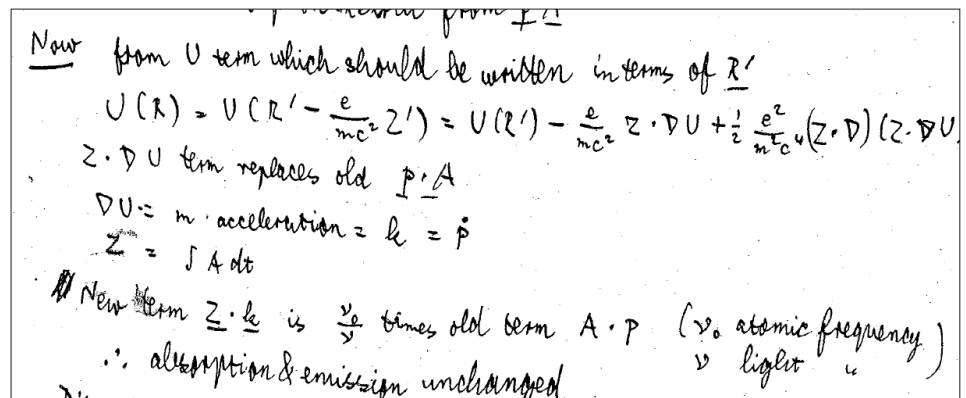 from p A
Now from U term which should be written in terms of R'
U(R) = U(R' - e/mc² Z') = U(R') - e/mc² Z·∇U + 1/2 e²/m²c⁴ (Z·∇)(Z·∇U
Z·∇U term replaces old p·A
∇U = m·acceleration = k = ṗ
Z = ∫A dt
New term Z·k is ν₀/ν times old term A·p (ν₀ atomic frequency
ν light " )
∴ absorption & emission unchanged